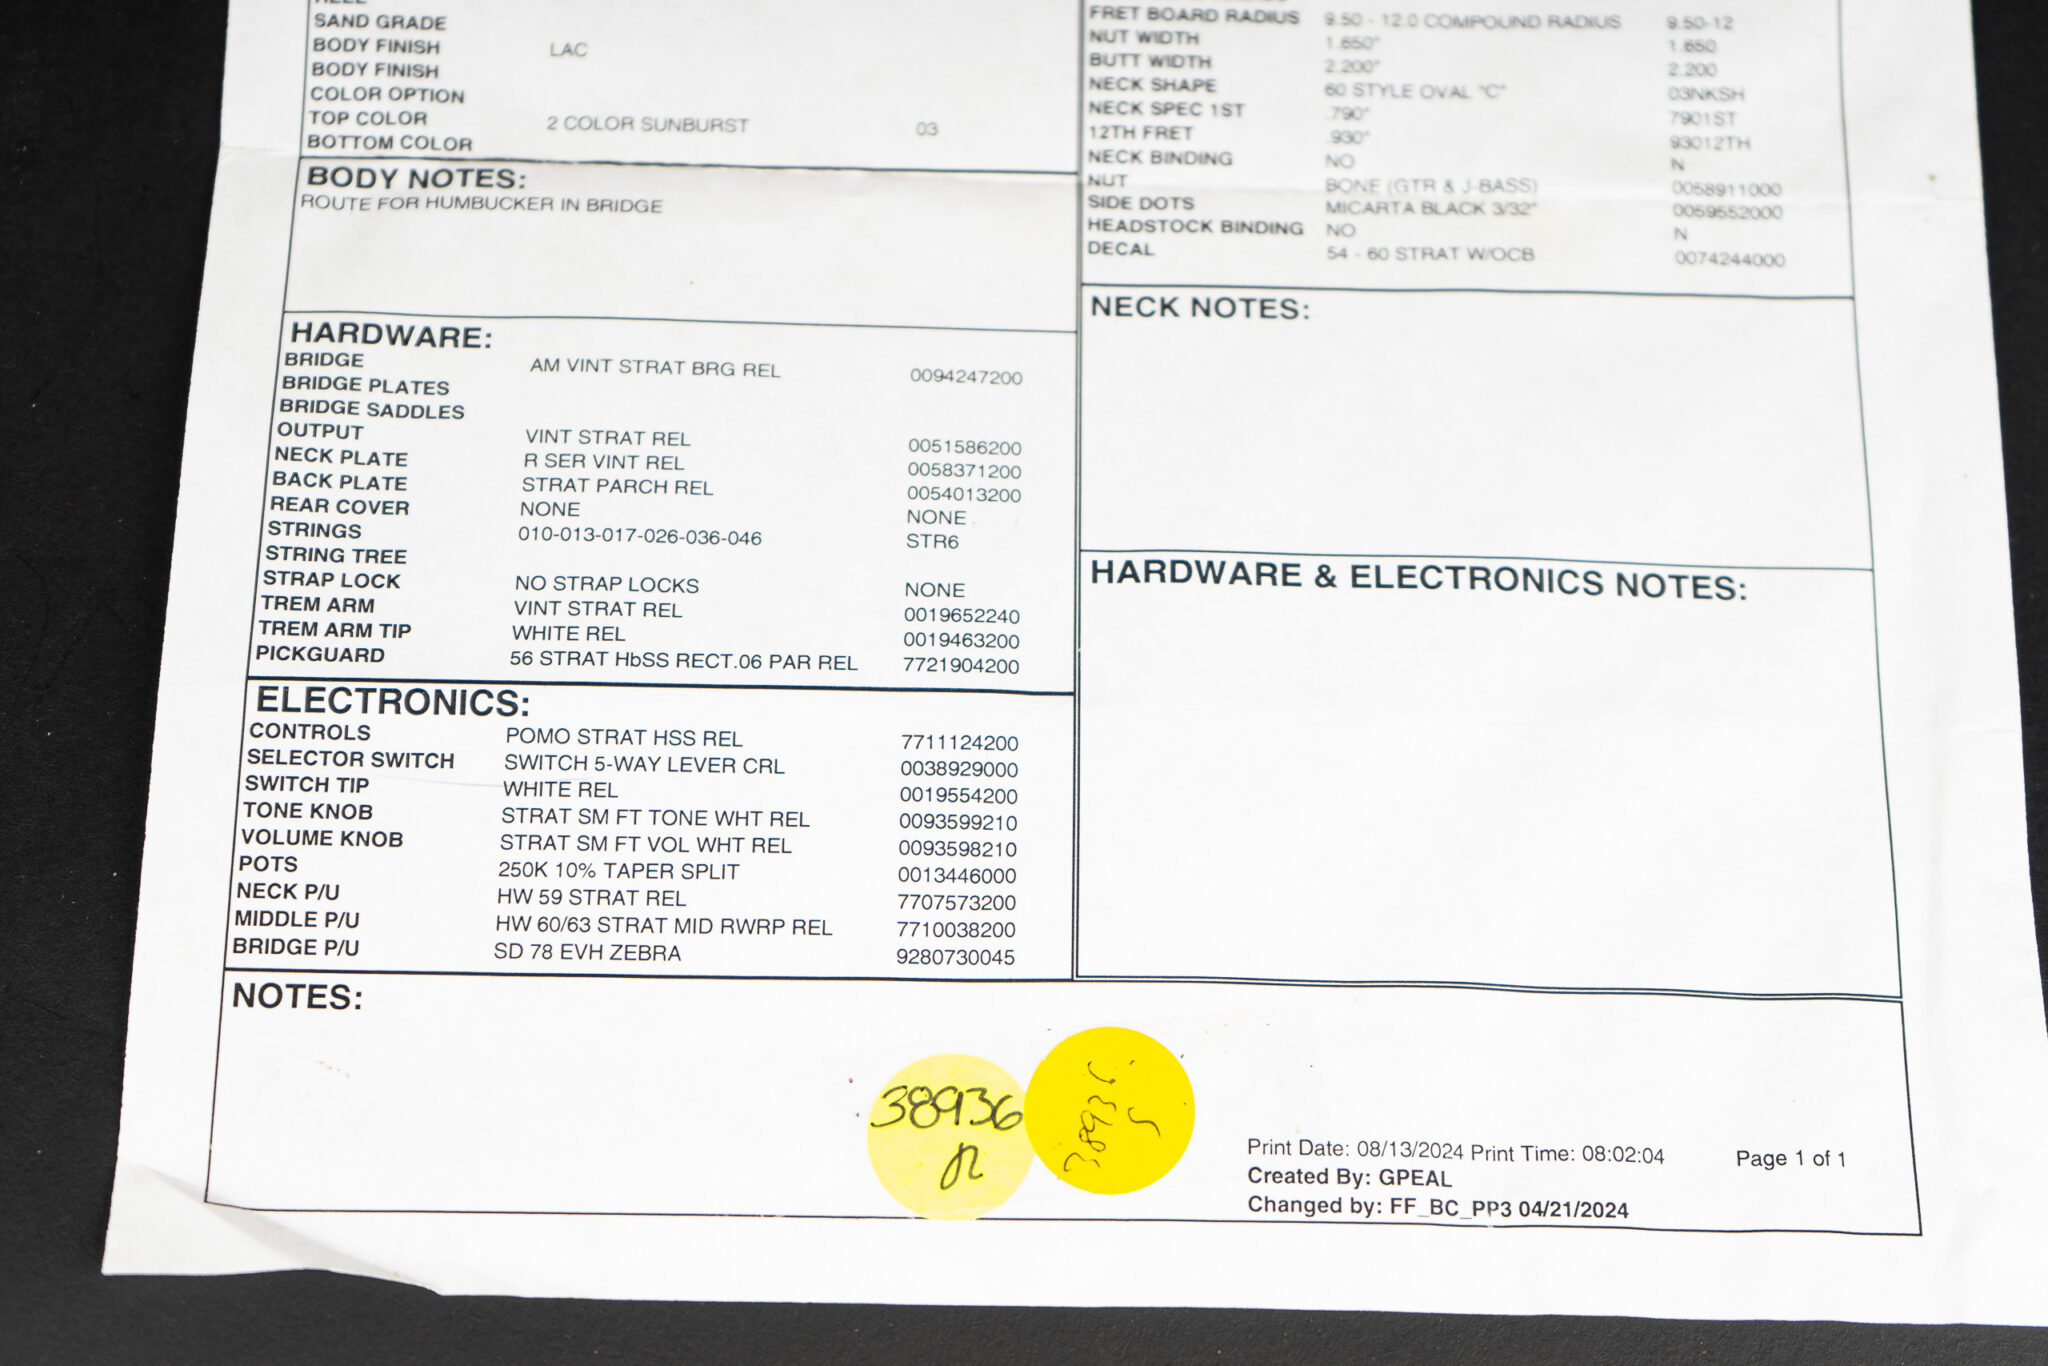 SAND GRADE
BODY FINISH LAC
BODY FINISH
COLOR OPTION
TOP COLOR 2 COLOR SUNBURST 03
BOTTOM COLOR
BODY NOTES:
ROUTE FOR HUMBUCKER IN BRIDGE
HARDWARE:
BRIDGE AM VINT STRAT BRG REL 0094247200
BRIDGE PLATES
BRIDGE SADDLES
OUTPUT VINT STRAT REL 0051586200
NECK PLATE R SER VINT REL 0058371200
BACK PLATE STRAT PARCH REL 0054013200
REAR COVER NONE NONE
STRINGS 010-013-017-026-036-046 STR6
STRING TREE
STRAP LOCK NO STRAP LOCKS NONE
TREM ARM VINT STRAT REL 0019652240
TREM ARM TIP WHITE REL 0019463200
PICKGUARD 56 STRAT HbSS RECT.06 PAR REL 7721904200
ELECTRONICS:
CONTROLS POMO STRAT HSS REL 7711124200
SELECTOR SWITCH SWITCH 5-WAY LEVER CRL 0038929000
SWITCH TIP WHITE REL 0019554200
TONE KNOB STRAT SM FT TONE WHT REL 0093599210
VOLUME KNOB STRAT SM FT VOL WHT REL 0093598210
POTS 250K 10% TAPER SPLIT 0013446000
NECK P/U HW 59 STRAT REL 7707573200
MIDDLE P/U HW 60/63 STRAT MID RWRP REL 7710038200
BRIDGE P/U SD 78 EVH ZEBRA 9280730045
FRET BOARD RADIUS 9.50 - 12.0 COMPOUND RADIUS 9.50-12
NUT WIDTH 1.650" 1.650
BUTT WIDTH 2.200" 2.200
NECK SHAPE 60 STYLE OVAL "C" 03NKSH
NECK SPEC 1ST .790" 7901ST
12TH FRET .930" 93012TH
NECK BINDING NO N
NUT BONE (GTR & J-BASS) 0058911000
SIDE DOTS MICARTA BLACK 3/32" 0059552000
HEADSTOCK BINDING NO N
DECAL 54 - 60 STRAT W/OCB 0074244000
NECK NOTES:
HARDWARE & ELECTRONICS NOTES:
NOTES:
38936
38936
Print Date: 08/13/2024 Print Time: 08:02:04 Page 1 of 1
Created By: GPEAL
Changed by: FF_BC_PP3 04/21/2024